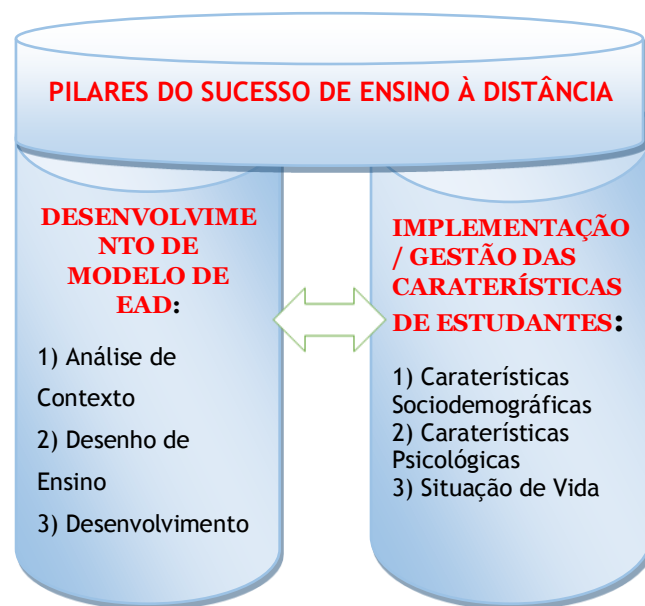 PILARES DO SUCESSO DE ENSINO À DISTÂNCIA
DESENVOLVIME
NTO DE
MODELO DE
EAD:
1) Análise de
Contexto
2) Desenho de
Ensino
3) Desenvolvimento
IMPLEMENTAÇÃO
/ GESTÃO DAS
CARATERÍSTICAS
DE ESTUDANTES:
1) Caraterísticas
Sociodemográficas
2) Caraterísticas
Psicológicas
3) Situação de Vida